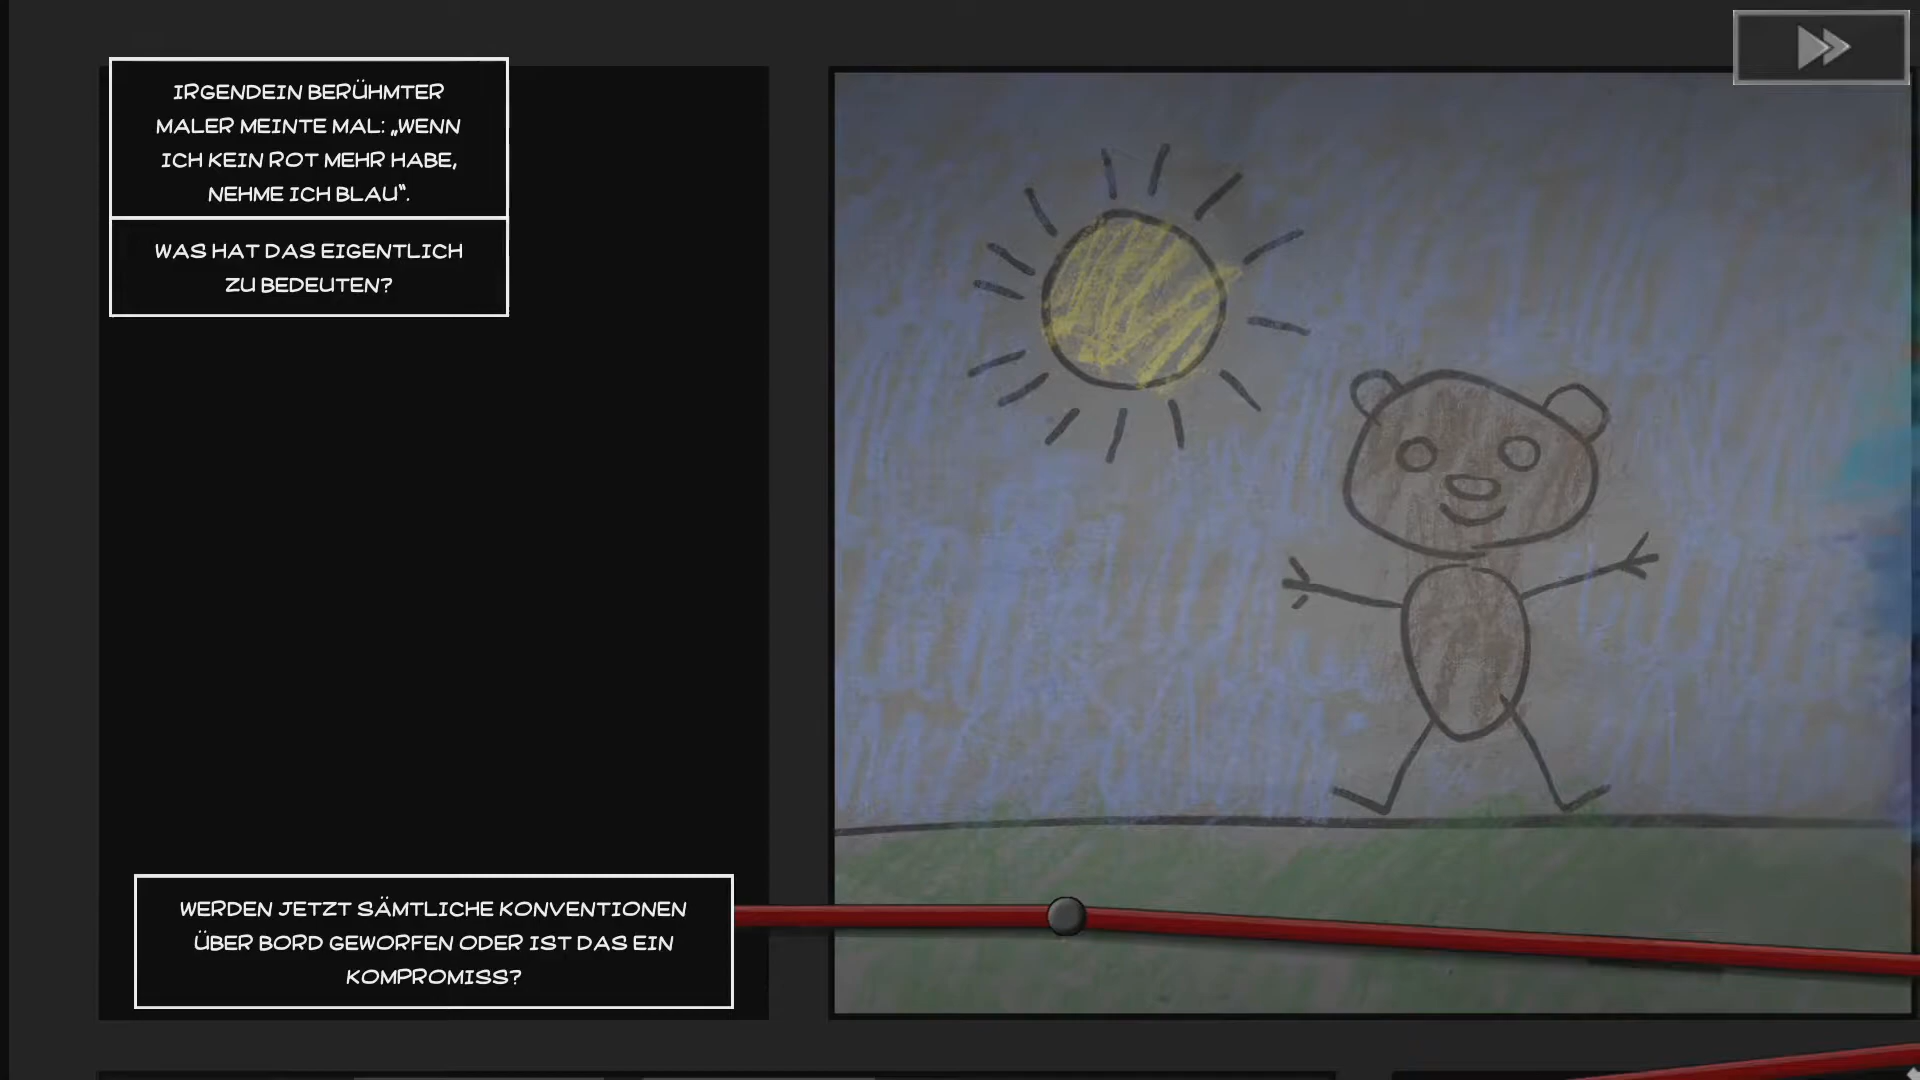 IRGENDEIN BERÜHMTER
MALER MEINTE MAL: „WENN
ICH KEIN ROT MEHR HABE,
NEHME ICH BLAU“.
WAS HAT DAS EIGENTLICH
ZU BEDEUTEN?
WERDEN JETZT SÄMTLICHE KONVENTIONEN
ÜBER BORD GEWORFEN ODER IST DAS EIN
KOMPROMISS?